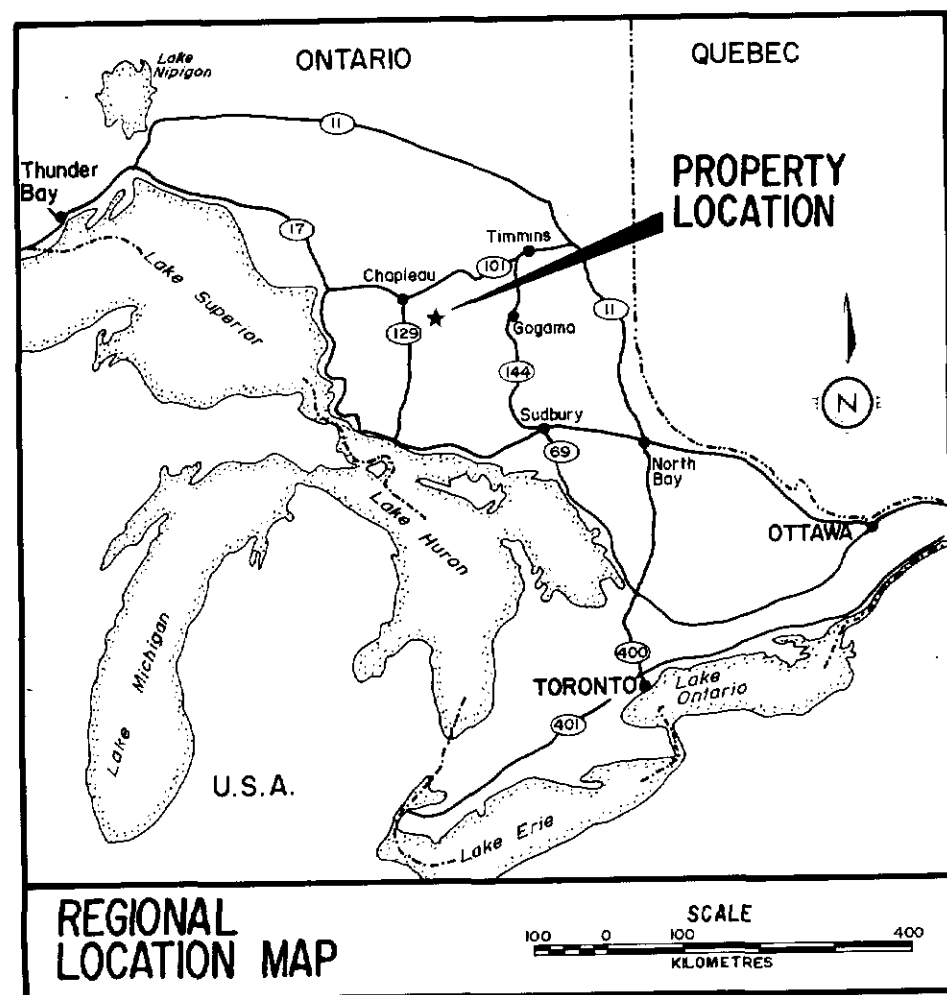 Lake
Nipigon
ONTARIO
QUEBEC
11
Thunder
Bay
PROPERTY
LOCATION
17
Timmins
Lake Superior
Chapleau
101
129
Gogama
11
144
N
Sudbury
69
North
Bay
Lake Huron
OTTAWA
Lake Michigan
400
TORONTO
Lake
Ontario
401
U.S.A.
Lake Erie
REGIONAL
LOCATION MAP
SCALE
100 0 100 400
KILOMETRES